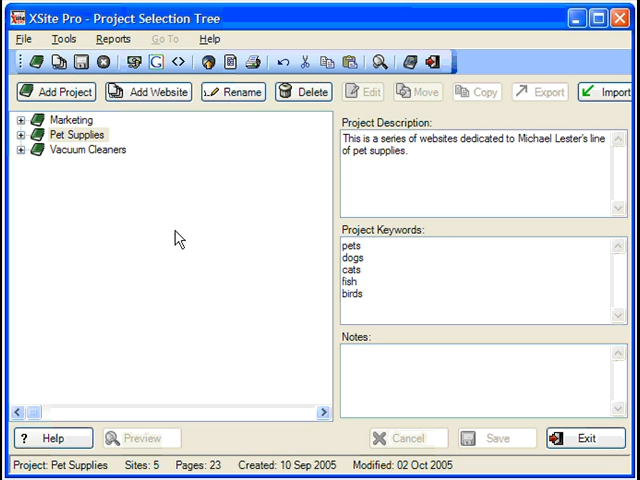 XSite Pro - Project Selection Tree
File Tools Reports Go To Help
Add Project Add Website Rename Delete Edit Move Copy Export Import
Marketing
Pet Supplies
Vacuum Cleaners
Project Description:
This is a series of websites dedicated to Michael Lester's line
of pet supplies.
Project Keywords:
pets
dogs
cats
fish
birds
Notes:
? Help Preview Cancel Save Exit
Project: Pet Supplies Sites: 5 Pages: 23 Created: 10 Sep 2005 Modified: 02 Oct 2005